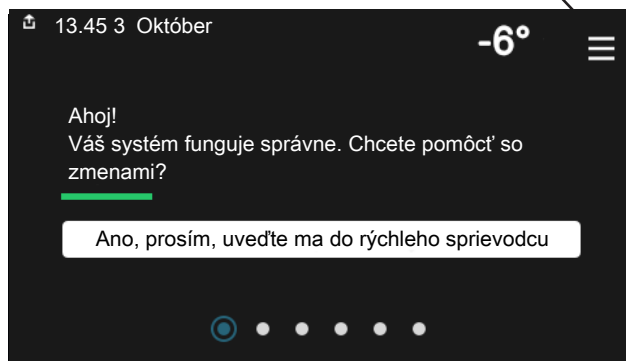 13.45 3 Október
-6°
Ahoj!
Váš systém funguje správne. Chcete pomôcť so
zmenami?
Ano, prosím, uveďte ma do rýchleho sprievodcu